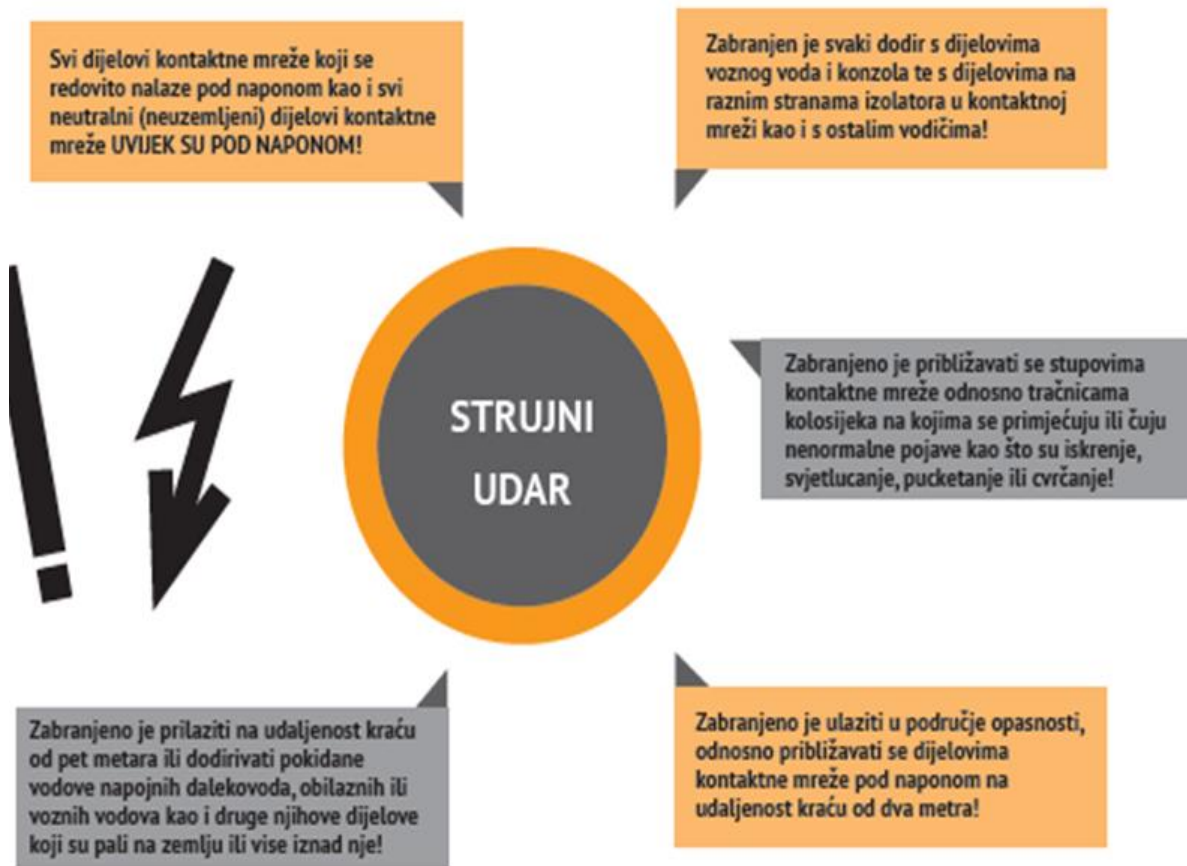 Svi dijelovi kontaktne mreže koji se
redovito nalaze pod naponom kao i svi
neutralni (neuzemljeni) dijelovi kontaktne
mreže UVIJEK SU POD NAPONOM!
Zabranjen je svaki dodir s dijelovima
voznog voda i konzola te s dijelovima na
raznim stranama izolatora u kontaktnoj
mreži kao i s ostalim vodičima!
STRUJNI
UDAR
Zabranjeno je približavati se stupovima
kontaktne mreže odnosno tračnicama
kolosijeka na kojima se primjećuju ili čuju
nenormalne pojave kao što su iskrenje,
svjetlucanje, pucketanje ili cvrčanje!
Zabranjeno je prilaziti na udaljenost kraću
od pet metara ili dodirivati pokidane
vodove napojnih dalekovoda, obilaznih ili
voznih vodova kao i druge njihove dijelove
koji su pali na zemlju ili vise iznad nje!
Zabranjeno je ulaziti u područje opasnosti,
odnosno približavati se dijelovima
kontaktne mreže pod naponom na
udaljenost kraću od dva metra!